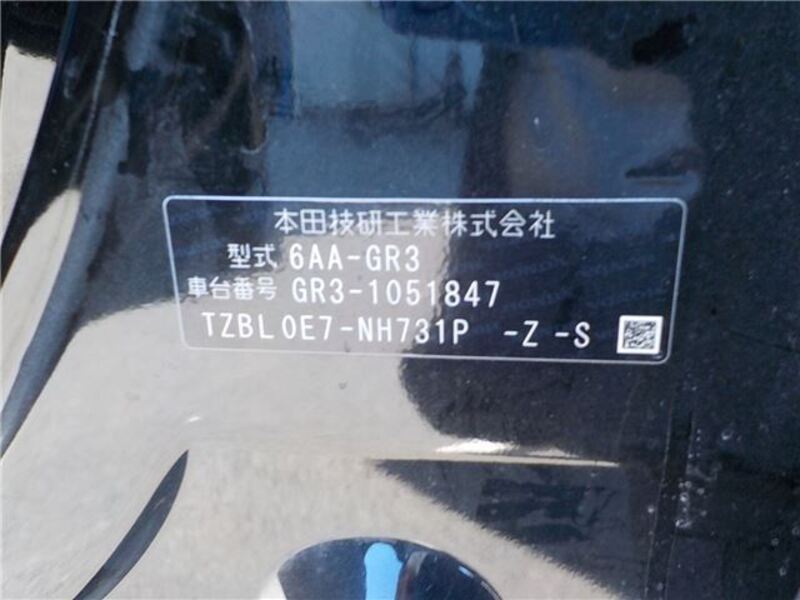 本田技研工業株式会社
型式 6AA-GR3
車台番号 GR3-1051847
TZBL0E7-NH731P -Z -S